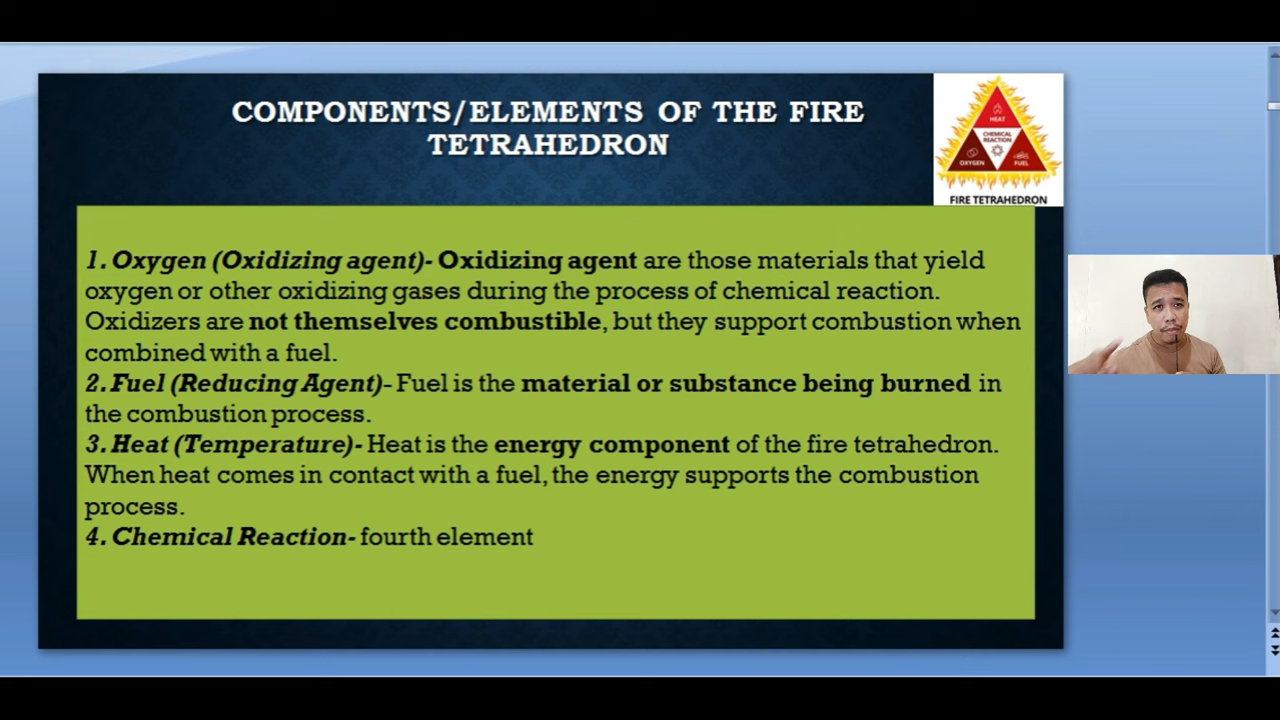 COMPONENTS/ELEMENTS OF THE FIRE
TETRAHEDRON
HEAT
CHEMICAL
REACTION
OXYGEN
FUEL
FIRE TETRAHEDRON
1. Oxygen (Oxidizing agent)- Oxidizing agent are those materials that yield
oxygen or other oxidizing gases during the process of chemical reaction.
Oxidizers are not themselves combustible, but they support combustion when
combined with a fuel.
2. Fuel (Reducing Agent)- Fuel is the material or substance being burned in
the combustion process.
3. Heat (Temperature)- Heat is the energy component of the fire tetrahedron.
When heat comes in contact with a fuel, the energy supports the combustion
process.
4. Chemical Reaction- fourth element